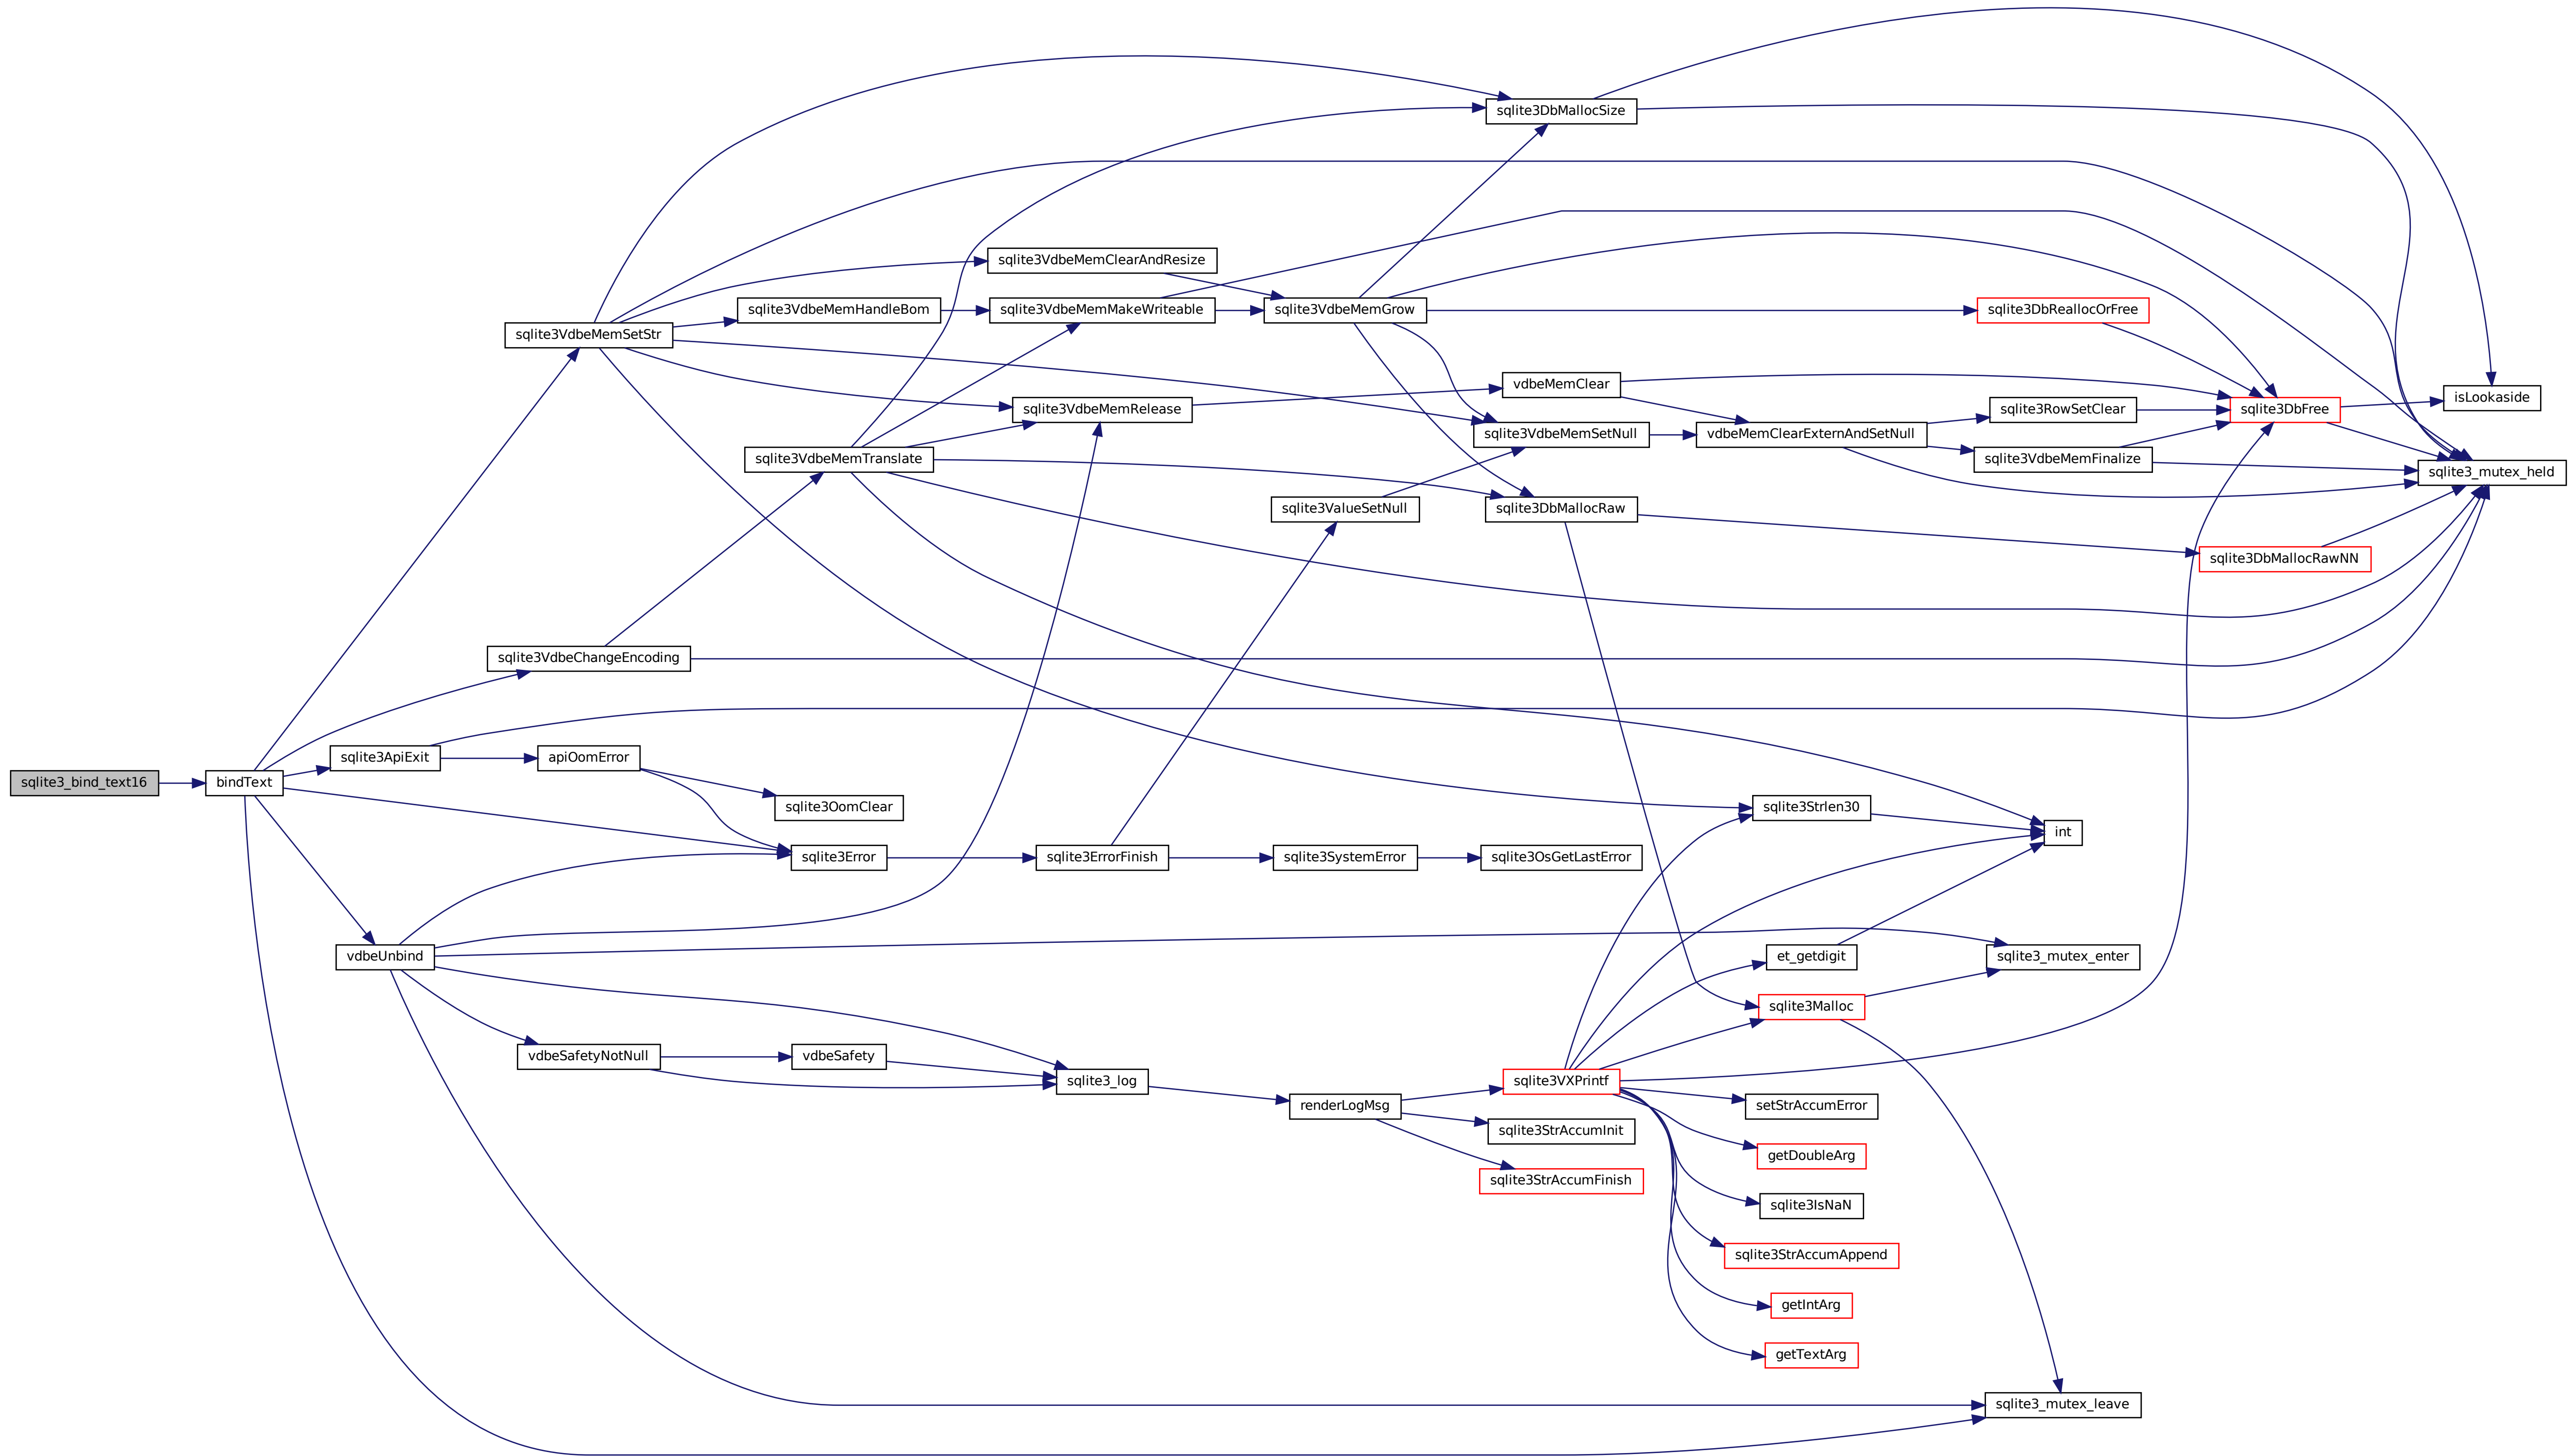 sqlite3DbMallocSize
sqlite3VdbeMemClearAndResize
sqlite3VdbeMemHandleBom
sqlite3VdbeMemMakeWriteable
sqlite3VdbeMemGrow
sqlite3DbReallocOrFree
sqlite3VdbeMemSetStr
vdbeMemClear
isLookaside
sqlite3VdbeMemRelease
sqlite3RowSetClear
sqlite3DbFree
sqlite3VdbeMemSetNull
vdbeMemClearExternAndSetNull
sqlite3VdbeMemTranslate
sqlite3VdbeMemFinalize
sqlite3_mutex_held
sqlite3ValueSetNull
sqlite3DbMallocRaw
sqlite3DbMallocRawNN
sqlite3VdbeChangeEncoding
sqlite3ApiExit
apiOomError
sqlite3_bind_text16
bindText
sqlite3OomClear
sqlite3Strlen30
int
sqlite3Error
sqlite3ErrorFinish
sqlite3SystemError
sqlite3OsGetLastError
vdbeUnbind
et_getdigit
sqlite3_mutex_enter
sqlite3Malloc
vdbeSafetyNotNull
vdbeSafety
sqlite3_log
sqlite3VXPrintf
renderLogMsg
setStrAccumError
sqlite3StrAccumInit
getDoubleArg
sqlite3StrAccumFinish
sqlite3IsNaN
sqlite3StrAccumAppend
getIntArg
getTextArg
sqlite3_mutex_leave